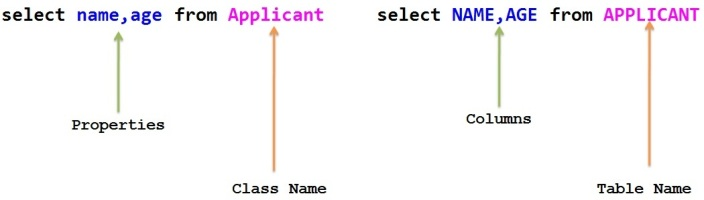 select name,age from Applicant
Properties
Class Name
select NAME,AGE from APPLICANT
Columns
Table Name